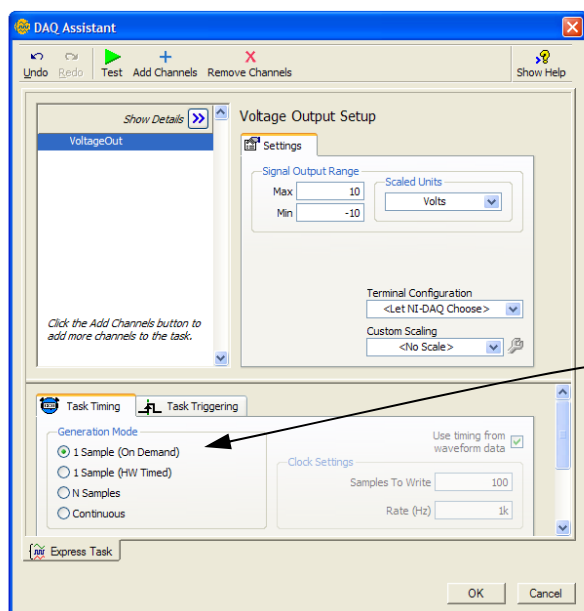 DAQ Assistant
Undo Redo Test Add Channels Remove Channels Show Help
Show Details
VoltageOut
Click the Add Channels button to
add more channels to the task.
Voltage Output Setup
Settings
Signal Output Range
Max 10
Min -10
Scaled Units
Volts
Terminal Configuration
<Let NI-DAQ Choose>
Custom Scaling
<No Scale>
Task Timing Task Triggering
Generation Mode
1 Sample (On Demand)
1 Sample (HW Timed)
N Samples
Continuous
Use timing from
waveform data
Clock Settings
Samples To Write 100
Rate (Hz) 1k
Express Task
OK Cancel